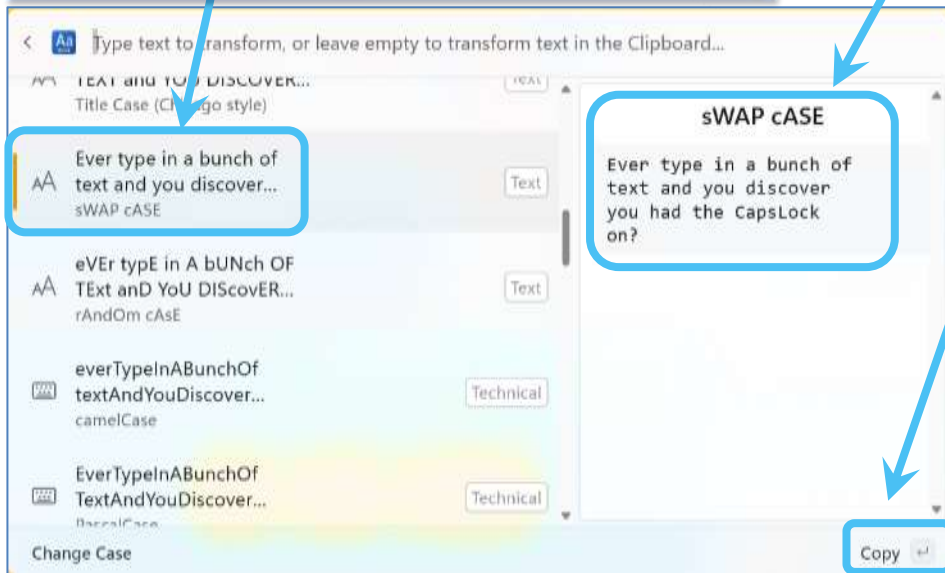 Type text to transform, or leave empty to transform text in the Clipboard...
TEXT and YOU DISCOVER...
Text
Title Case (Chicago style)
Ever type in a bunch of
text and you discover...
Text
sWAP cASE
eVEr typE in A bUNch OF
TExt anD YoU DIScovER...
Text
rAndOm cAsE
everTypeInABunchOf
textAndYouDiscover...
Technical
camelCase
EverTypeInABunchOf
TextAndYouDiscover...
Technical
PascalCase
sWAP cASE
Ever type in a bunch of
text and you discover
you had the CapsLock
on?
Change Case
Copy